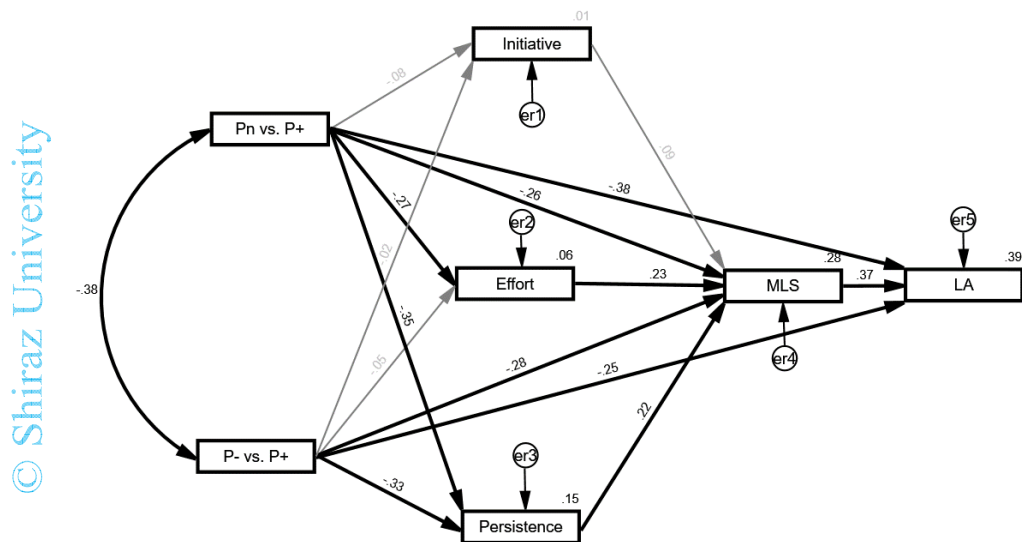 © Shiraz University
.01
Initiative
-.08
er1
Pn vs. P+
.09
-.38
-.26
-.27
er2
er5
-.02
.06
.28
.39
Effort
.23
MLS
.37
LA
-.38
-.35
-.05
-.28
-.25
er4
.22
P- vs. P+
er3
-.33
.15
Persistence